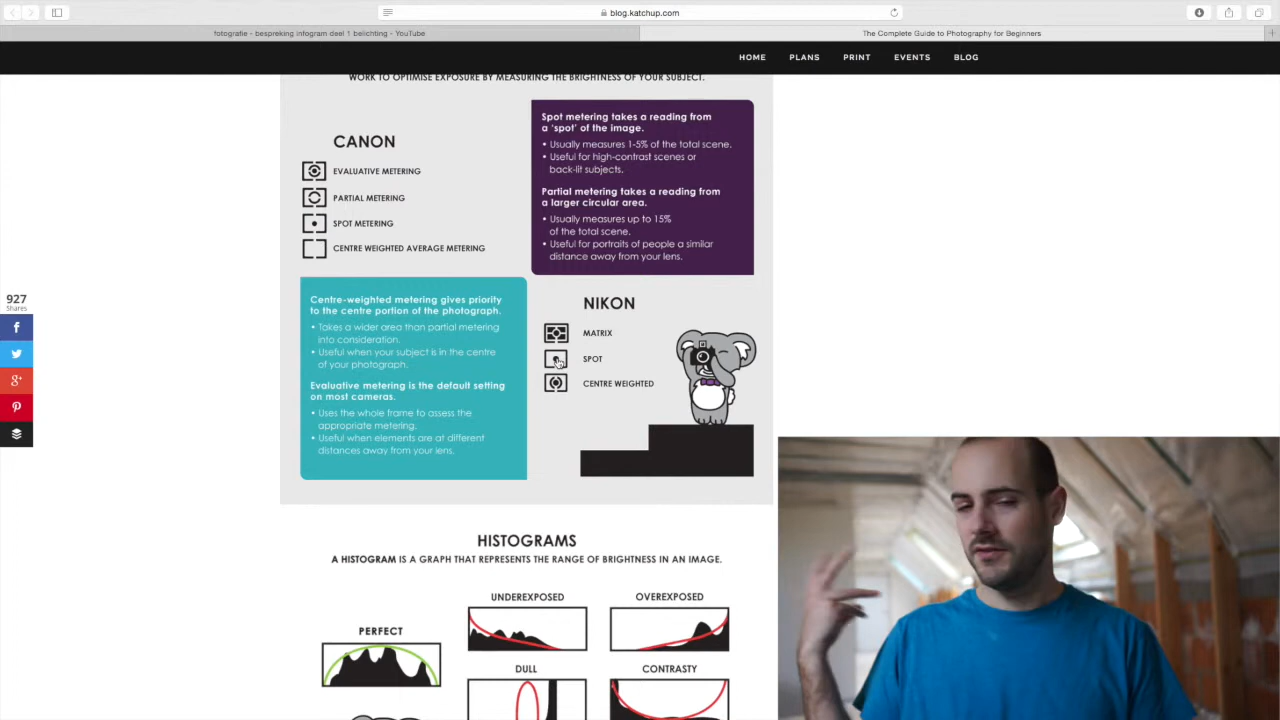 blog.katchup.com
fotografie - bespreking infogram deel 1 belichting - YouTube
The Complete Guide to Photography for Beginners
HOME PLANS PRINT EVENTS BLOG
WORK TO OPTIMISE EXPOSURE BY MEASURING THE BRIGHTNESS OF YOUR SUBJECT.
CANON
EVALUATIVE METERING
PARTIAL METERING
SPOT METERING
CENTRE WEIGHTED AVERAGE METERING
Spot metering takes a reading from
a ‘spot’ of the image.
• Usually measures 1-5% of the total scene.
• Useful for high-contrast scenes or
back-lit subjects.
Partial metering takes a reading from
a larger circular area.
• Usually measures up to 15%
of the total scene.
• Useful for portraits of people a similar
distance away from your lens.
927
Shares
Centre-weighted metering gives priority
to the centre portion of the photograph.
• Takes a wider area than partial metering
into consideration.
• Useful when your subject is in the centre
of your photograph.
Evaluative metering is the default setting
on most cameras.
• Uses the whole frame to assess the
appropriate metering.
• Useful when elements are at different
distances away from your lens.
NIKON
MATRIX
SPOT
CENTRE WEIGHTED
HISTOGRAMS
A HISTOGRAM IS A GRAPH THAT REPRESENTS THE RANGE OF BRIGHTNESS IN AN IMAGE.
UNDEREXPOSED
OVEREXPOSED
PERFECT
DULL
CONTRASTY